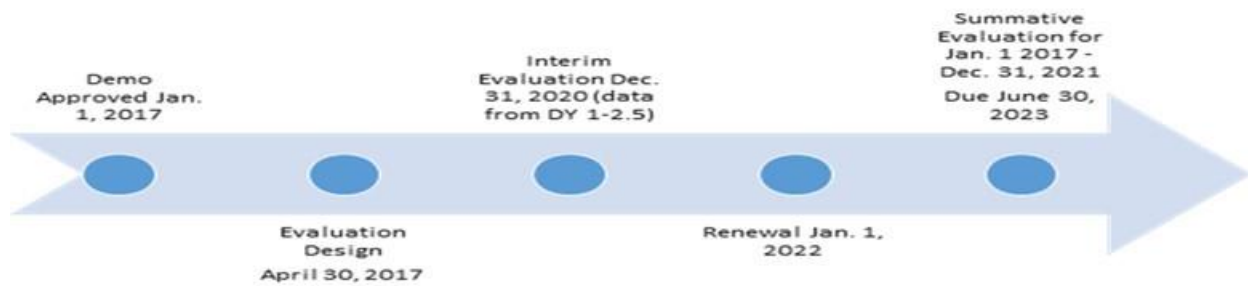 Demo
Approved Jan.
1, 2017
Evaluation
Design
April 30, 2017
Interim
Evaluation Dec.
31, 2020 (data
from DY 1-2.5)
Renewal Jan. 1,
2022
Summative
Evaluation for
Jan. 1 2017 -
Dec. 31, 2021
Due June 30,
2023